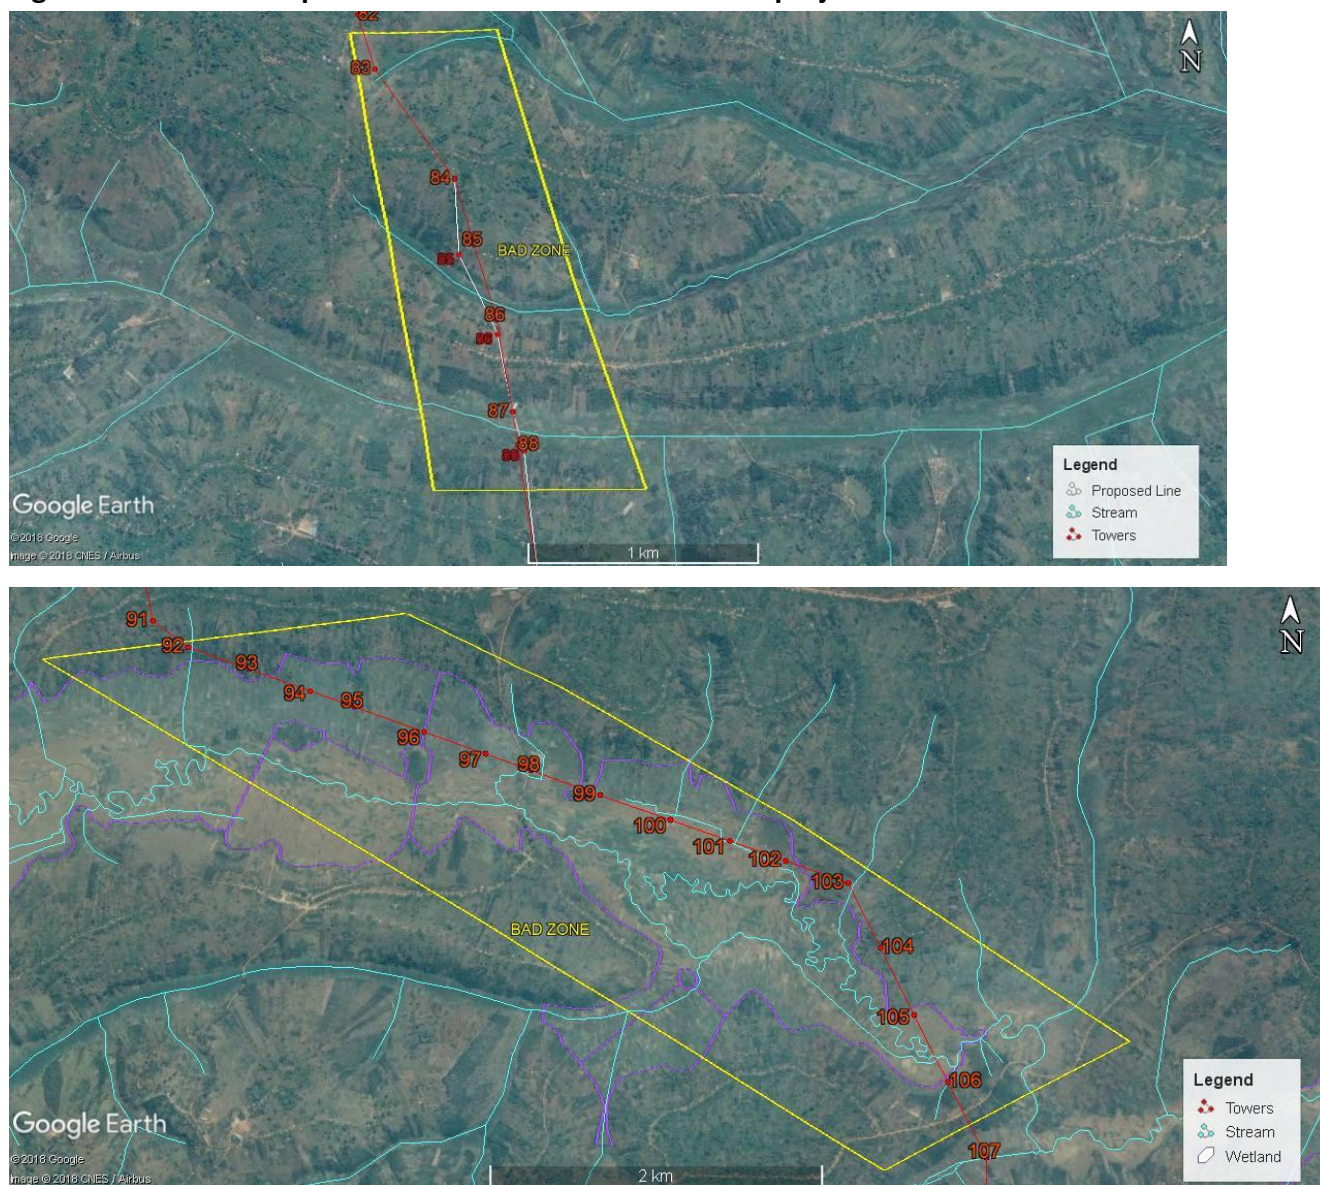 82
83
84
85
BAD ZONE
86
87
88
Legend
Proposed Line
Stream
Towers
Google Earth
© 2018 Google
Image © 2018 CNES / Airbus
1 km
N
91
92
93
94
95
96
97
98
99
100
101
102
103
BAD ZONE
104
105
106
107
Legend
Towers
Stream
Wetland
Google Earth
© 2018 Google
Image © 2018 CNES / Airbus
2 km
N